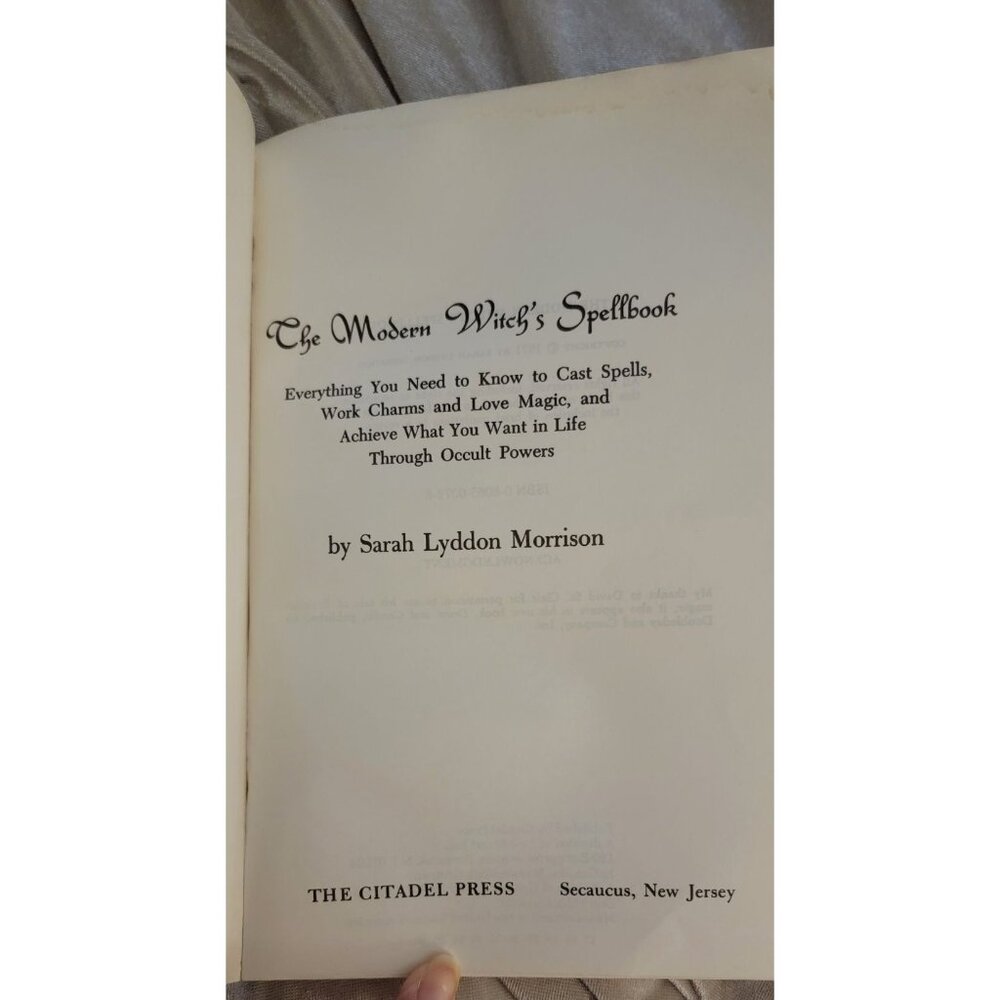 The Modern Witch's Spellbook
Everything You Need to Know to Cast Spells,
Work Charms and Love Magic, and
Achieve What You Want in Life
Through Occult Powers
by Sarah Lyddon Morrison
THE CITADEL PRESS Secaucus, New Jersey